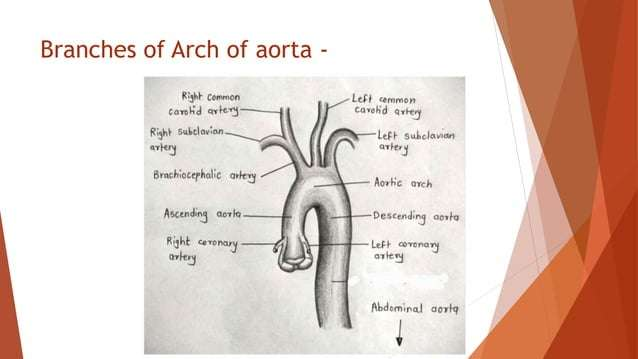 Branches of Arch of aorta -
Right Common
carotid artery
Left common
carotid artery
Right Subclavian
artery
Left subclavian
artery
Brachiocephalic artery
Aortic arch
Ascending aorta
Descending aorta
Right coronary
artery
Left coronary
artery
Abdominal aorta